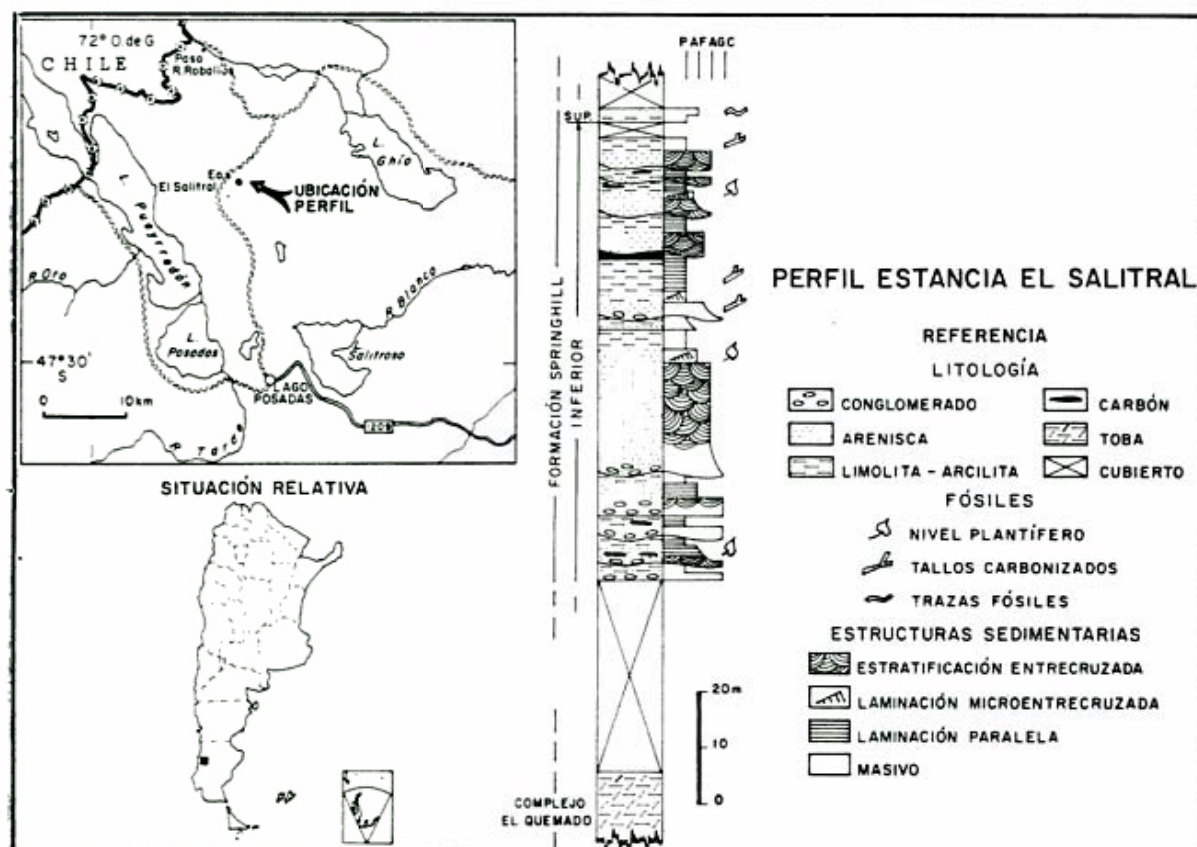 72° O. de G
CHILE
Paso
R. Roballos
L.
Ghío
Ea.
El Salitral
UBICACIÓN
PERFIL
L. Pueyrredón
R. Oro
R. Blanco
L.
Posadas
Salitroso
47°30'
S
LAGO
POSADAS
0 10km
R. Tarde
SITUACIÓN RELATIVA
PAFAGC
SUP.
FORMACIÓN SPRINGHILL
INFERIOR
COMPLEJO
EL QUEMADO
20m
10
0
PERFIL ESTANCIA EL SALITRAL
REFERENCIA
LITOLOGÍA
CONGLOMERADO
CARBÓN
ARENISCA
TOBA
LIMOLITA - ARCILITA
CUBIERTO
FÓSILES
NIVEL PLANTÍFERO
TALLOS CARBONIZADOS
TRAZAS FÓSILES
ESTRUCTURAS SEDIMENTARIAS
ESTRATIFICACIÓN ENTRECRUZADA
LAMINACIÓN MICROENTRECRUZADA
LAMINACIÓN PARALELA
MASIVO